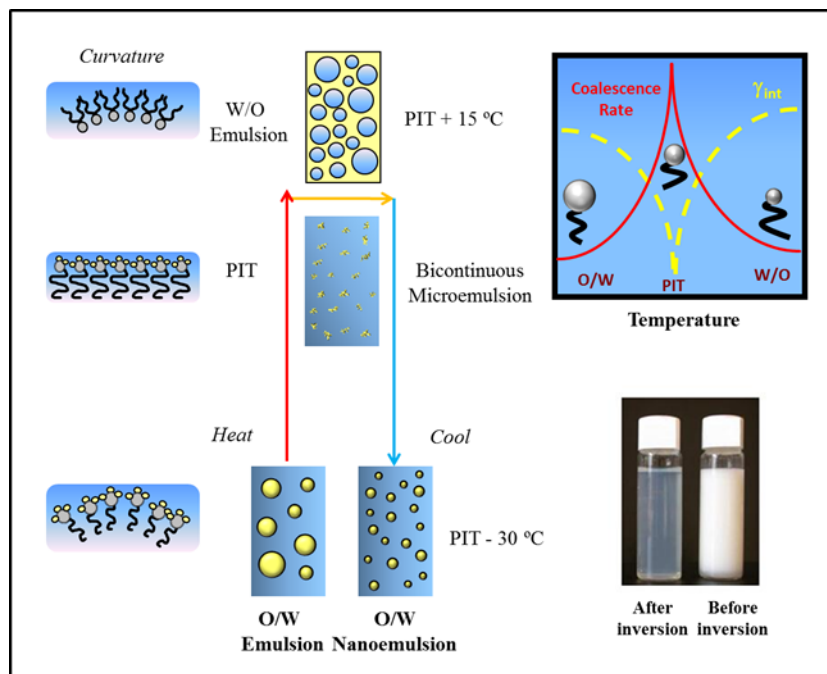 Curvature
W/O
Emulsion
PIT + 15 ºC
PIT
Bicontinuous
Microemulsion
Heat
Cool
PIT - 30 ºC
O/W
Emulsion
O/W
Nanoemulsion
Coalescence
Rate
γint
O/W
PIT
W/O
Temperature
After
inversion
Before
inversion